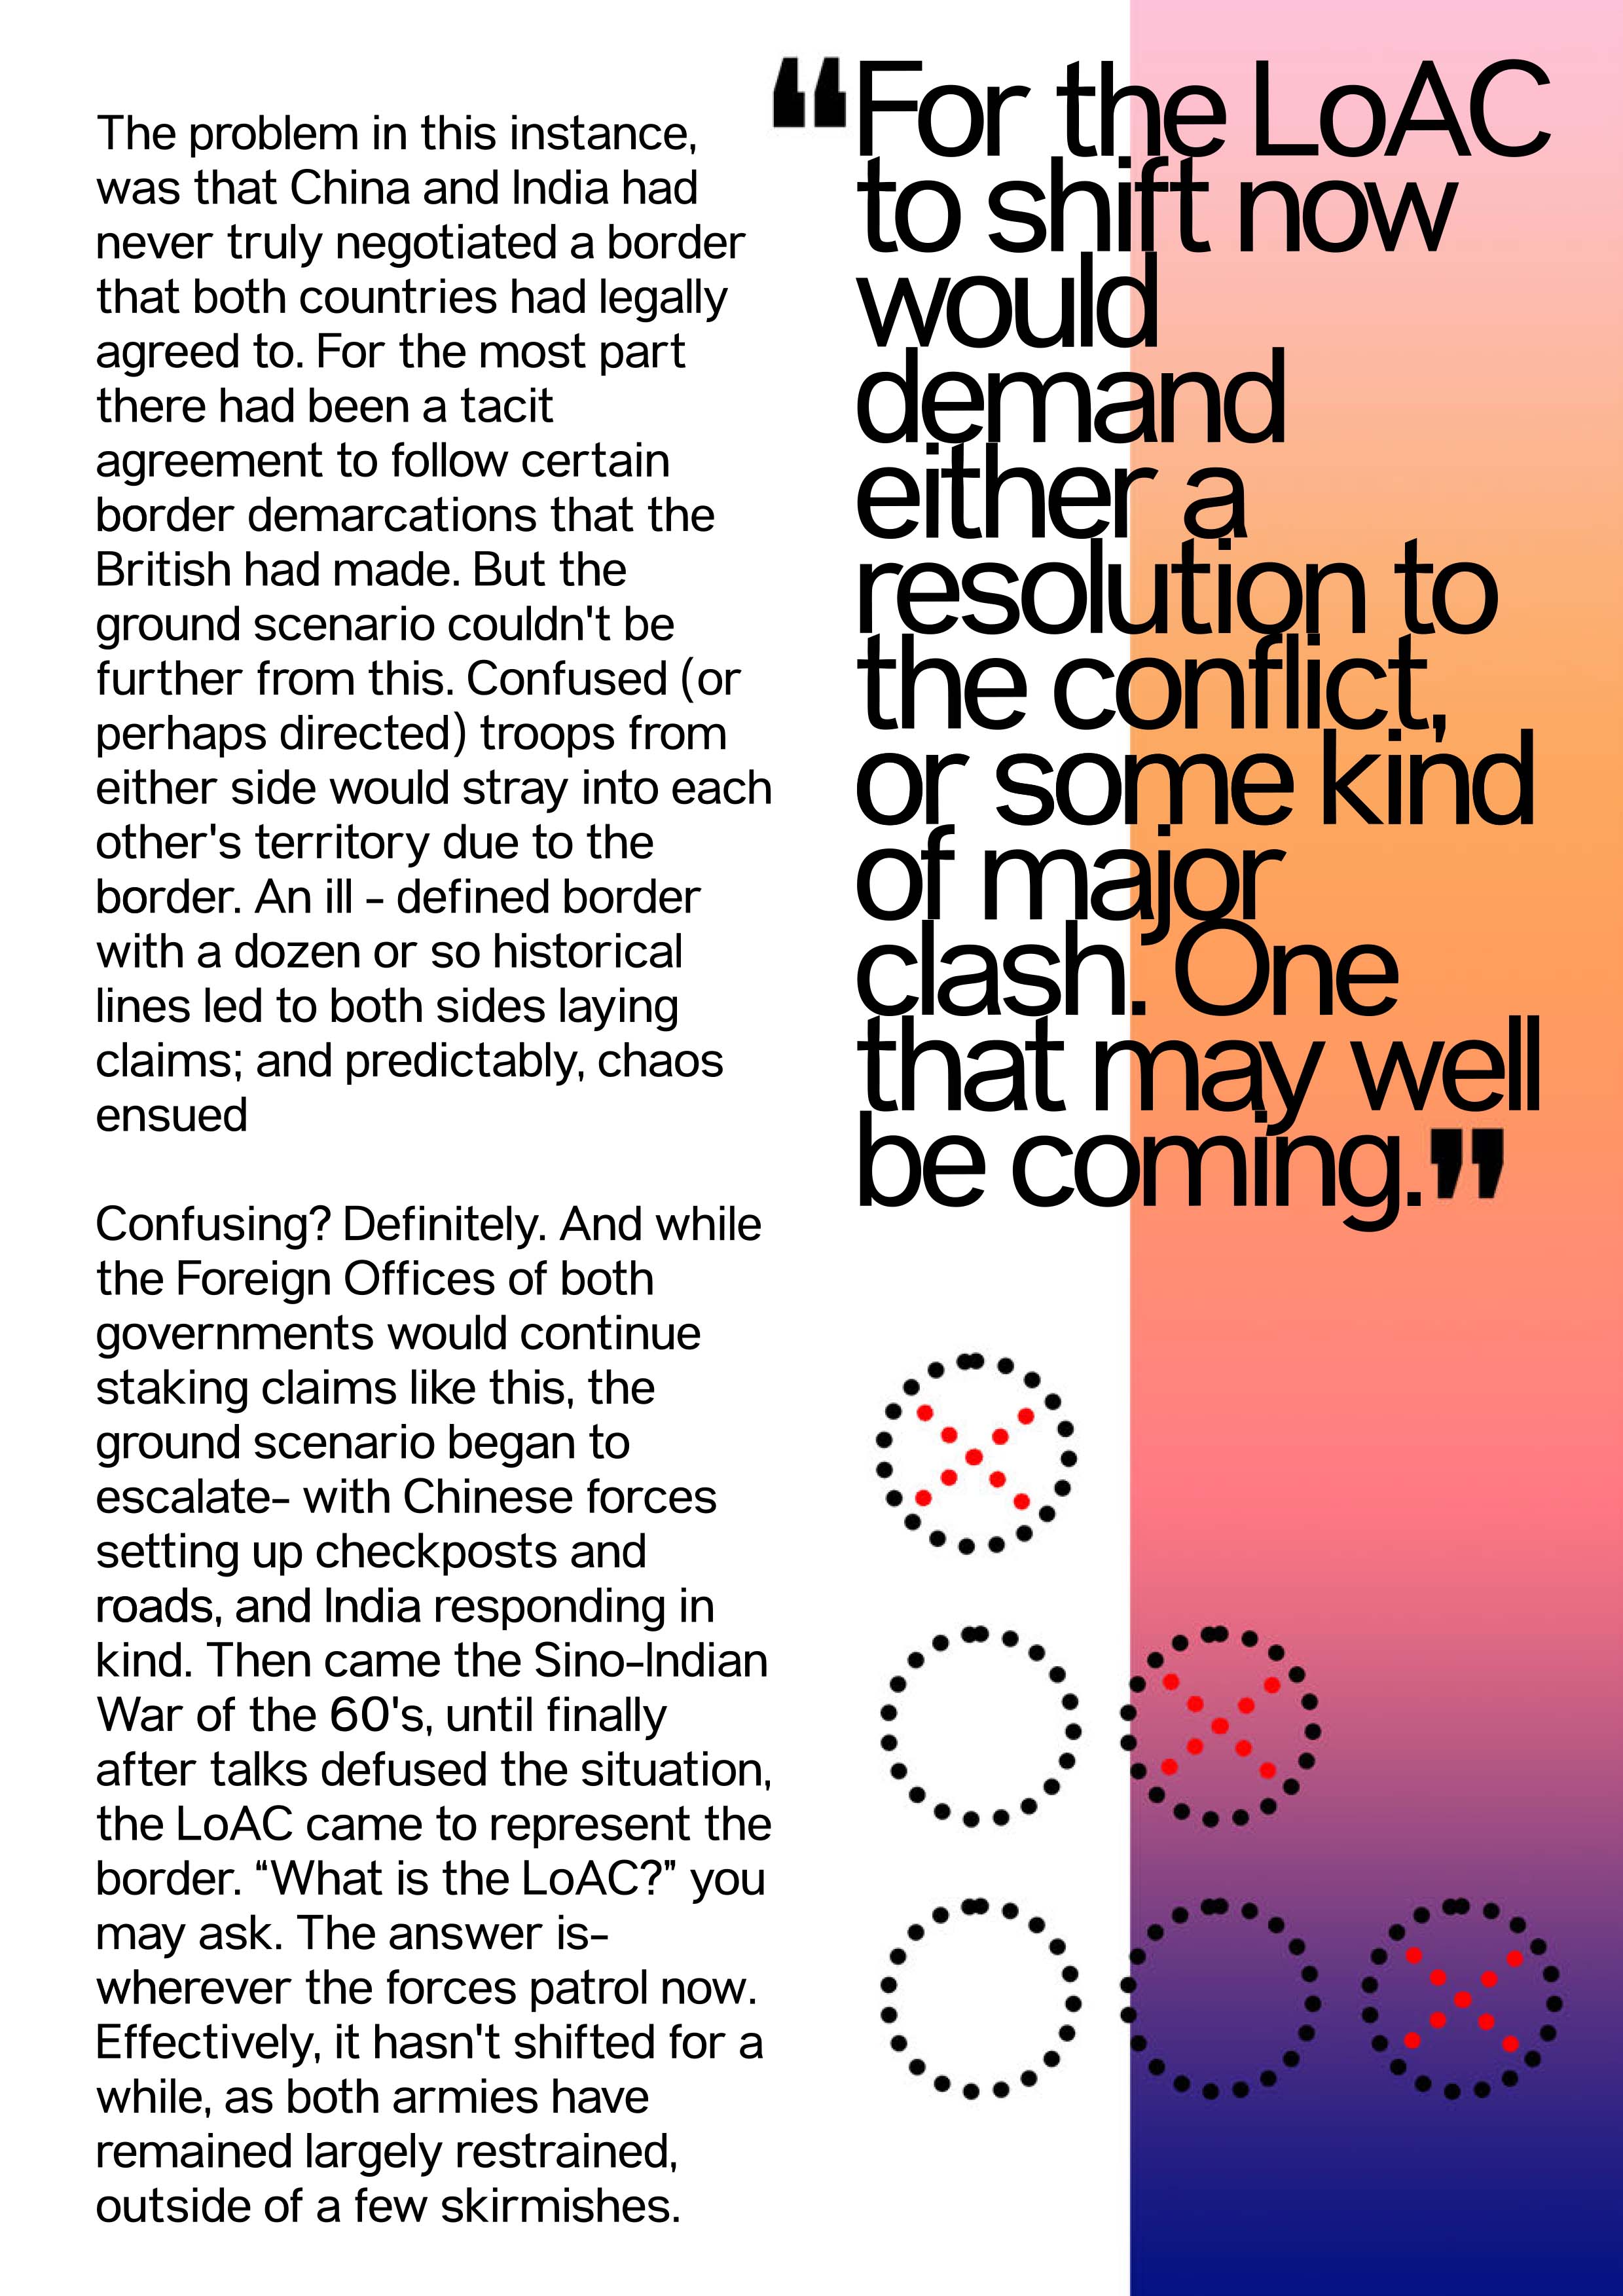 The problem in this instance,
was that China and India had
never truly negotiated a border
that both countries had legally
agreed to. For the most part
there had been a tacit
agreement to follow certain
border demarcations that the
British had made. But the
ground scenario couldn't be
further from this. Confused (or
perhaps directed) troops from
either side would stray into each
other's territory due to the
border. An ill - defined border
with a dozen or so historical
lines led to both sides laying
claims; and predictably, chaos
ensued
Confusing? Definitely. And while
the Foreign Offices of both
governments would continue
staking claims like this, the
ground scenario began to
escalate- with Chinese forces
setting up checkposts and
roads, and India responding in
kind. Then came the Sino-Indian
War of the 60's, until finally
after talks defused the situation,
the LoAC came to represent the
border. “What is the LoAC?” you
may ask. The answer is-
wherever the forces patrol now.
Effectively, it hasn't shifted for a
while, as both armies have
remained largely restrained,
outside of a few skirmishes.
“For the LoAC
to shift now
would
demand
either a
resolution to
the conflict,
or some kind
of major
clash. One
that may well
be coming.”